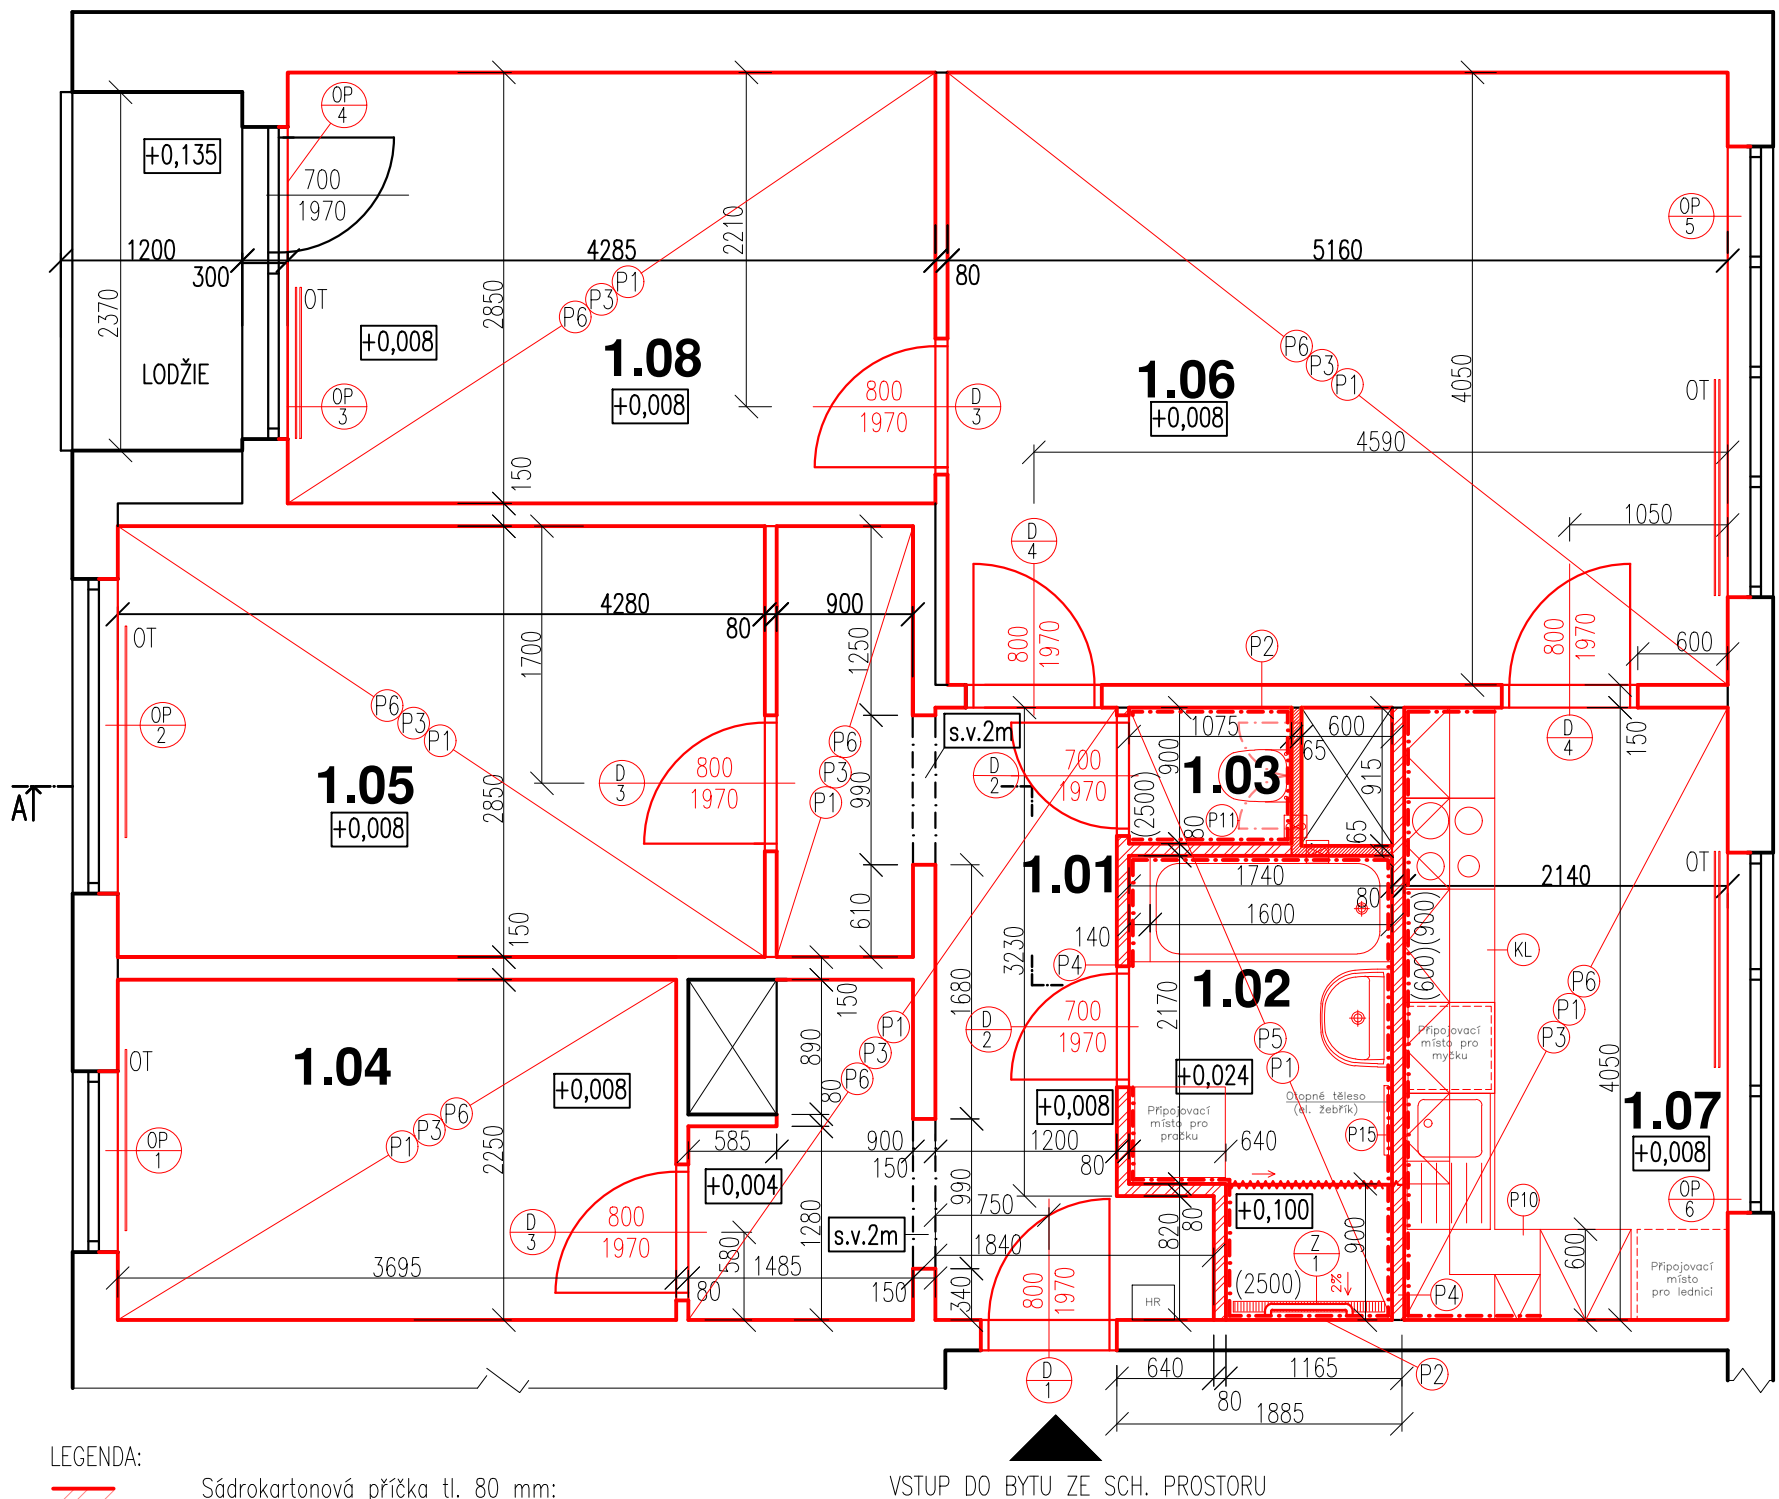 OP
4
+0,135
700
1970
1200
300
2370
LODŽIE
OT
+0,008
OP
3
2850
4285
2210
P6
P3
P1
1.08
+0,008
800
1970
D
3
80
150
5160
OP
5
P6
P3
P1
1.06
+0,008
4050
OT
4590
1050
D
4
800
1970
P2
800
1970
D
4
600
150
4280
80
900
OT
OP
2
1700
1250
P6
P3
P1
1.05
+0,008
2850
D
3
800
1970
P6
P3
P1
990
610
150
A
s.v.2m
D
2
700
1970
1075
900
(2500)
80
1.03
P11
65
600
915
65
1.01
3230
1680
1740
80
1600
140
P4
1.02
2170
D
2
700
1970
P5
P1
+0,024
+0,008
Otopné těleso
(el. žebřík)
Připojovací
místo pro
pračku
P15
640
1200
80
OT
2140
(600)(900)
KL
P6
P1
P3
Připojovací
místo pro
myčku
4050
1.07
+0,008
OP
6
P10
600
Připojovací
místo
pro lednici
P4
OT
1.04
+0,008
OP
1
P1
P3
P6
2250
150
890
80
P1
P3
P6
585
900
150
+0,004
D
3
800
1970
3695
80
580
1485
1280
s.v.2m
150
990
340
750
1840
800
1970
820
80
HR
+0,100
Z
1
900
(2500)
2%
D
1
640
80
1165
1885
P2
LEGENDA:
Sádrokartonová příčka tl. 80 mm:
VSTUP DO BYTU ZE SCH. PROSTORU